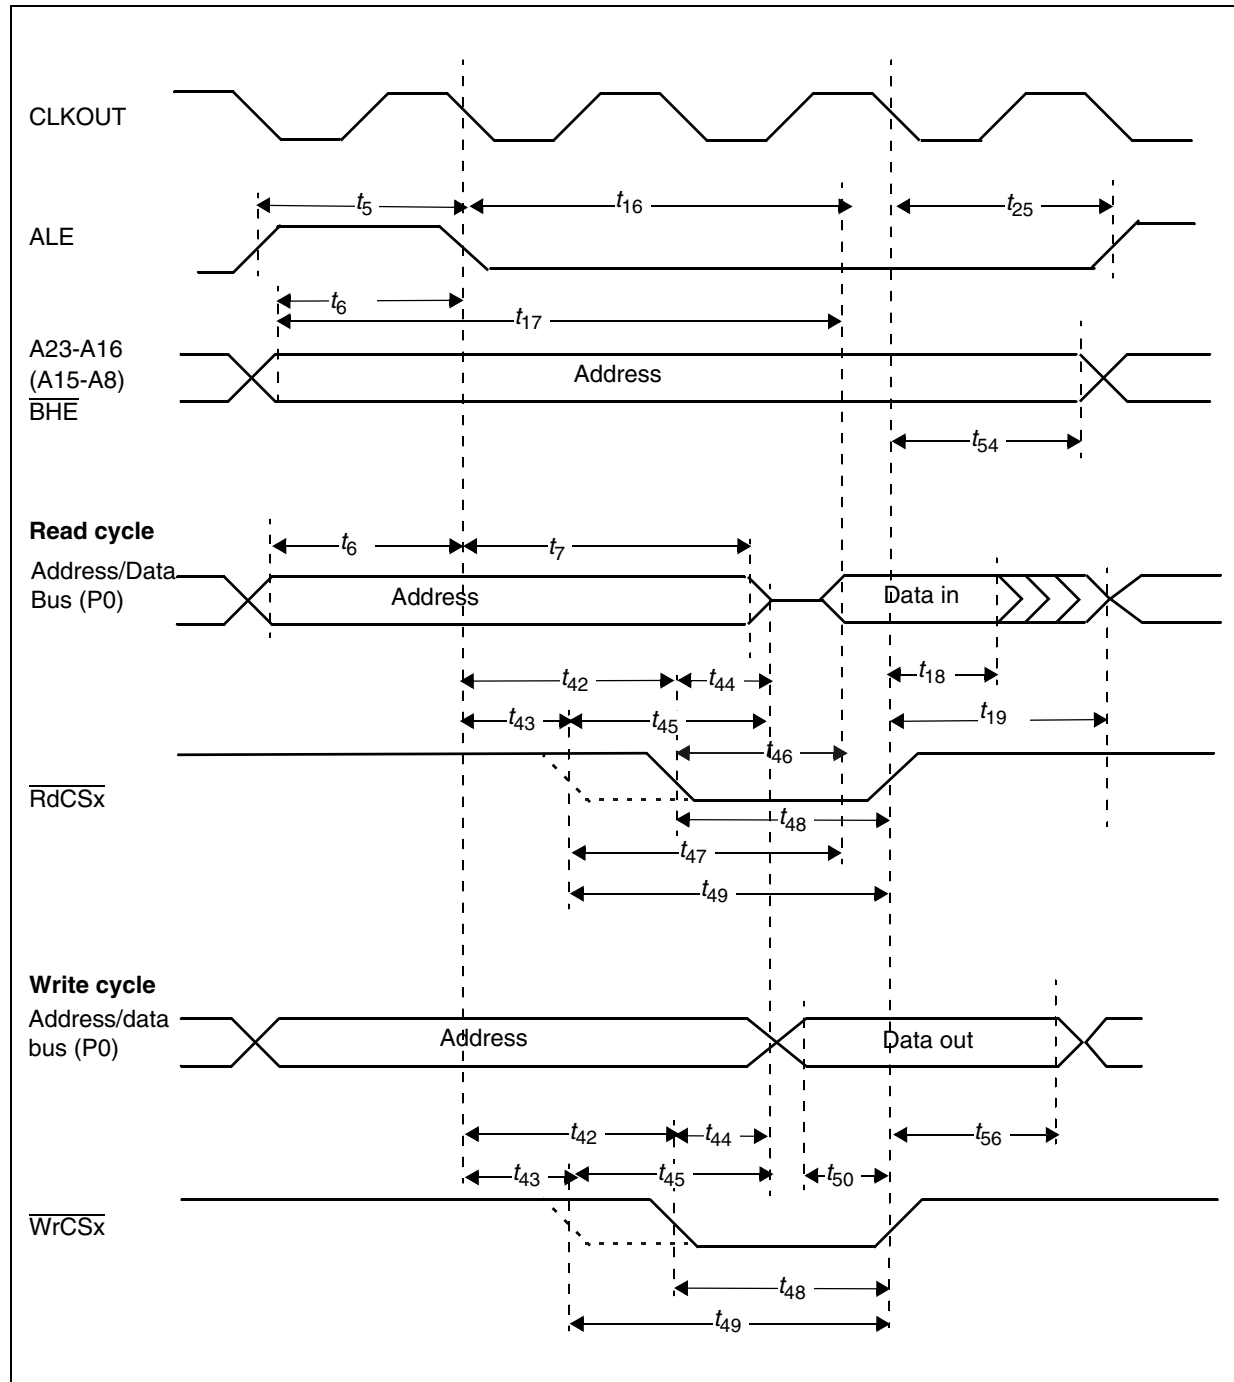 CLKOUT
t5
t16
t25
ALE
t6
t17
A23-A16
(A15-A8)
BHE
Address
t54
Read cycle
t6
t7
Address/Data
Bus (P0)
Address
Data in
t42
t44
t18
t43
t45
t19
t46
RdCSx
t48
t47
t49
Write cycle
Address/data
bus (P0)
Address
Data out
t42
t44
t56
t43
t45
t50
WrCSx
t48
t49